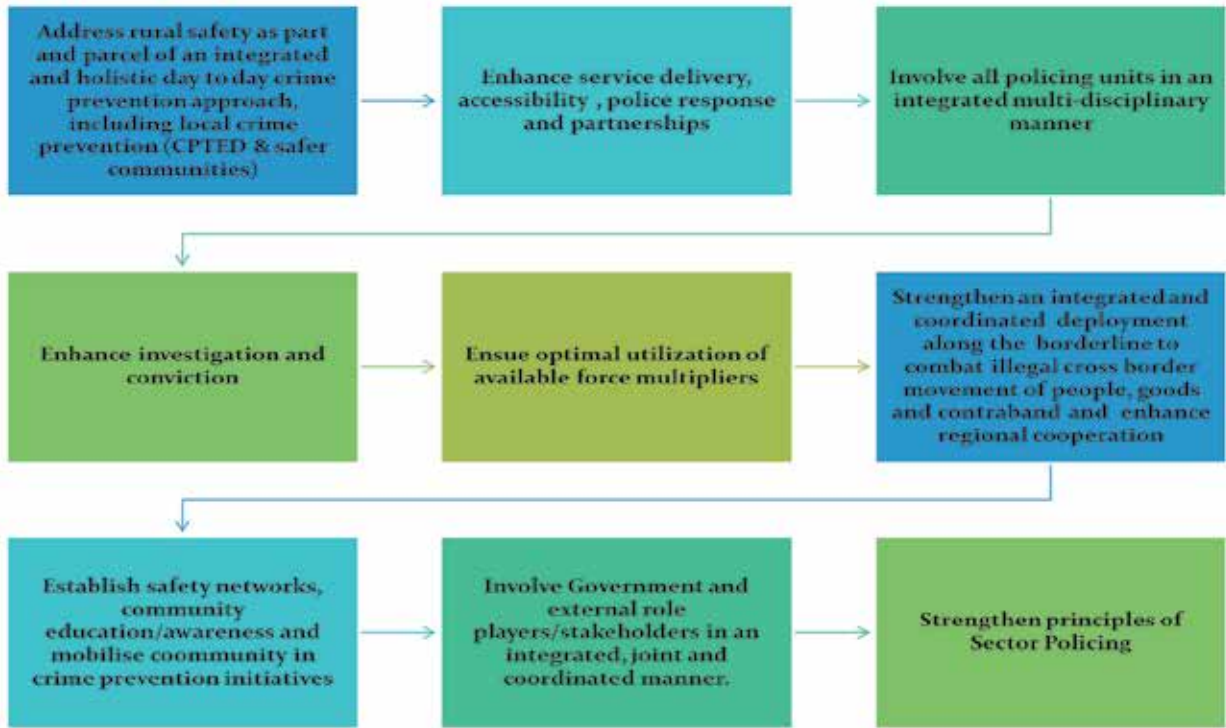 Address rural safety as part
and parcel of an integrated
and holistic day to day crime
prevention approach,
including local crime
prevention (CPTED & safer
communities)
Enhance service delivery,
accessibility , police response
and partnerships
Involve all policing units in an
integrated multi-disciplinary
manner
Enhance investigation and
conviction
Ensue optimal utilization of
available force multipliers
Strengthen an integrated and
coordinated deployment
along the borderline to
combat illegal cross border
movement of people, goods
and contraband and enhance
regional cooperation
Establish safety networks,
community
education/awareness and
mobilise coommunity in
crime prevention initiatives
Involve Government and
external role
players/stakeholders in an
integrated, joint and
coordinated manner.
Strengthen principles of
Sector Policing